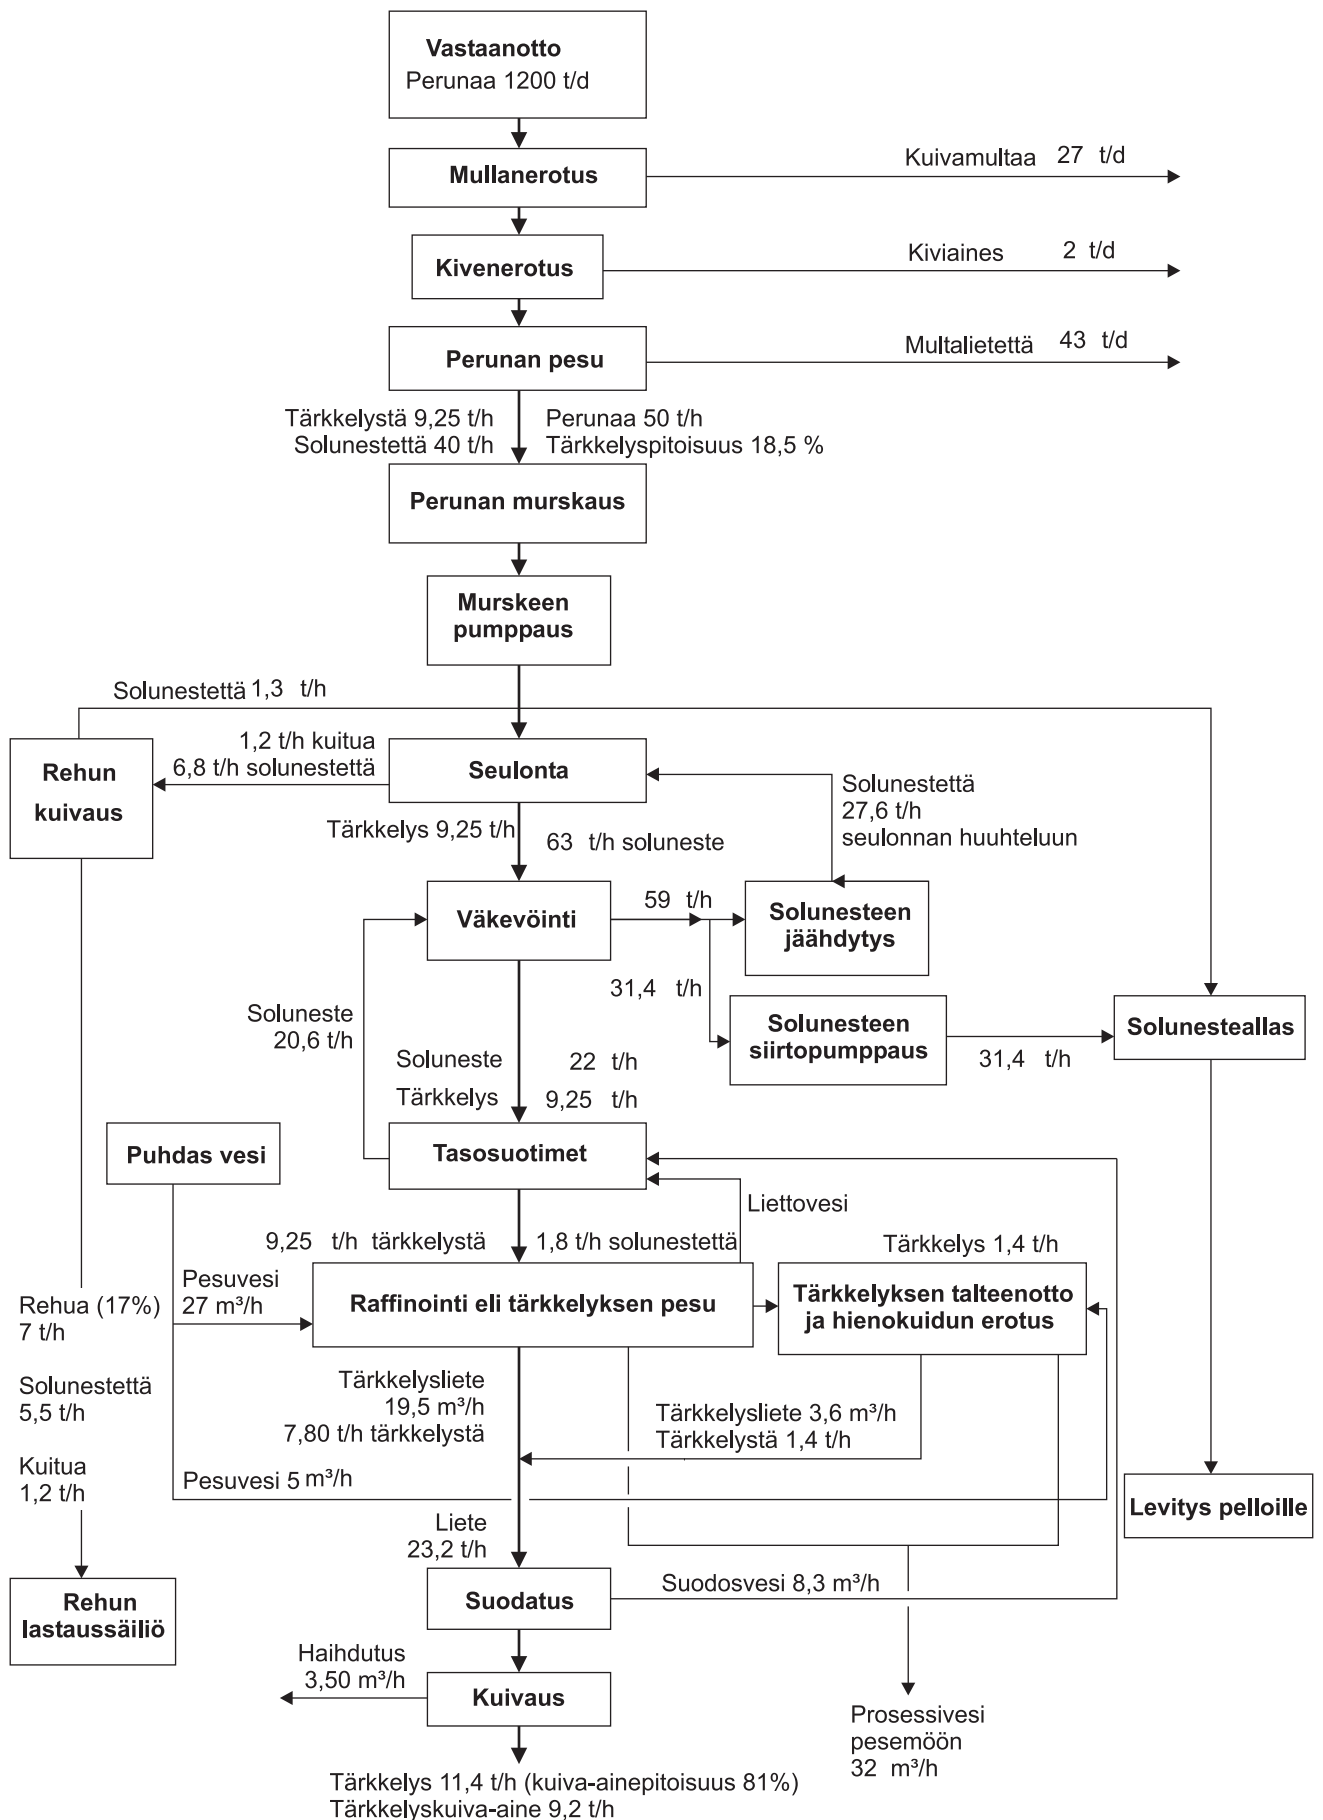 Vastaanotto
Perunaa 1200 t/d
Mullanerotus
Kuivamultaa 27 t/d
Kivenerotus
Kiviaines 2 t/d
Perunan pesu
Multalietettä 43 t/d
Tärkkelystä 9,25 t/h
Solunestettä 40 t/h
Perunaa 50 t/h
Tärkkelyspitoisuus 18,5 %
Perunan murskaus
Murskeen
pumppaus
Solunestettä 1,3 t/h
Rehun
kuivaus
1,2 t/h kuitua
6,8 t/h solunestettä
Seulonta
Solunestettä
27,6 t/h
seulonnan huuhteluun
Tärkkelys 9,25 t/h
63 t/h soluneste
Väkevöinti
59 t/h
Solunesteen
jäähdytys
31,4 t/h
Soluneste
20,6 t/h
Solunesteen
siirtopumppaus
31,4 t/h
Solunesteallas
Soluneste 22 t/h
Tärkkelys 9,25 t/h
Puhdas vesi
Tasosuotimet
Liettovesi
9,25 t/h tärkkelystä
1,8 t/h solunestettä
Tärkkelys 1,4 t/h
Pesuvesi
27 m³/h
Raffinointi eli tärkkelyksen pesu
Tärkkelyksen talteenotto
ja hienokuidun erotus
Rehua (17%)
7 t/h
Solunestettä
5,5 t/h
Kuitua
1,2 t/h
Tärkkelysliete
19,5 m³/h
7,80 t/h tärkkelystä
Tärkkelysliete 3,6 m³/h
Tärkkelystä 1,4 t/h
Pesuvesi 5 m³/h
Levitys pelloille
Liete
23,2 t/h
Rehun
lastaussäiliö
Suodatus
Suodosvesi 8,3 m³/h
Haihdutus
3,50 m³/h
Kuivaus
Prosessivesi
pesemöön
32 m³/h
Tärkkelys 11,4 t/h (kuiva-ainepitoisuus 81%)
Tärkkelyskuiva-aine 9,2 t/h